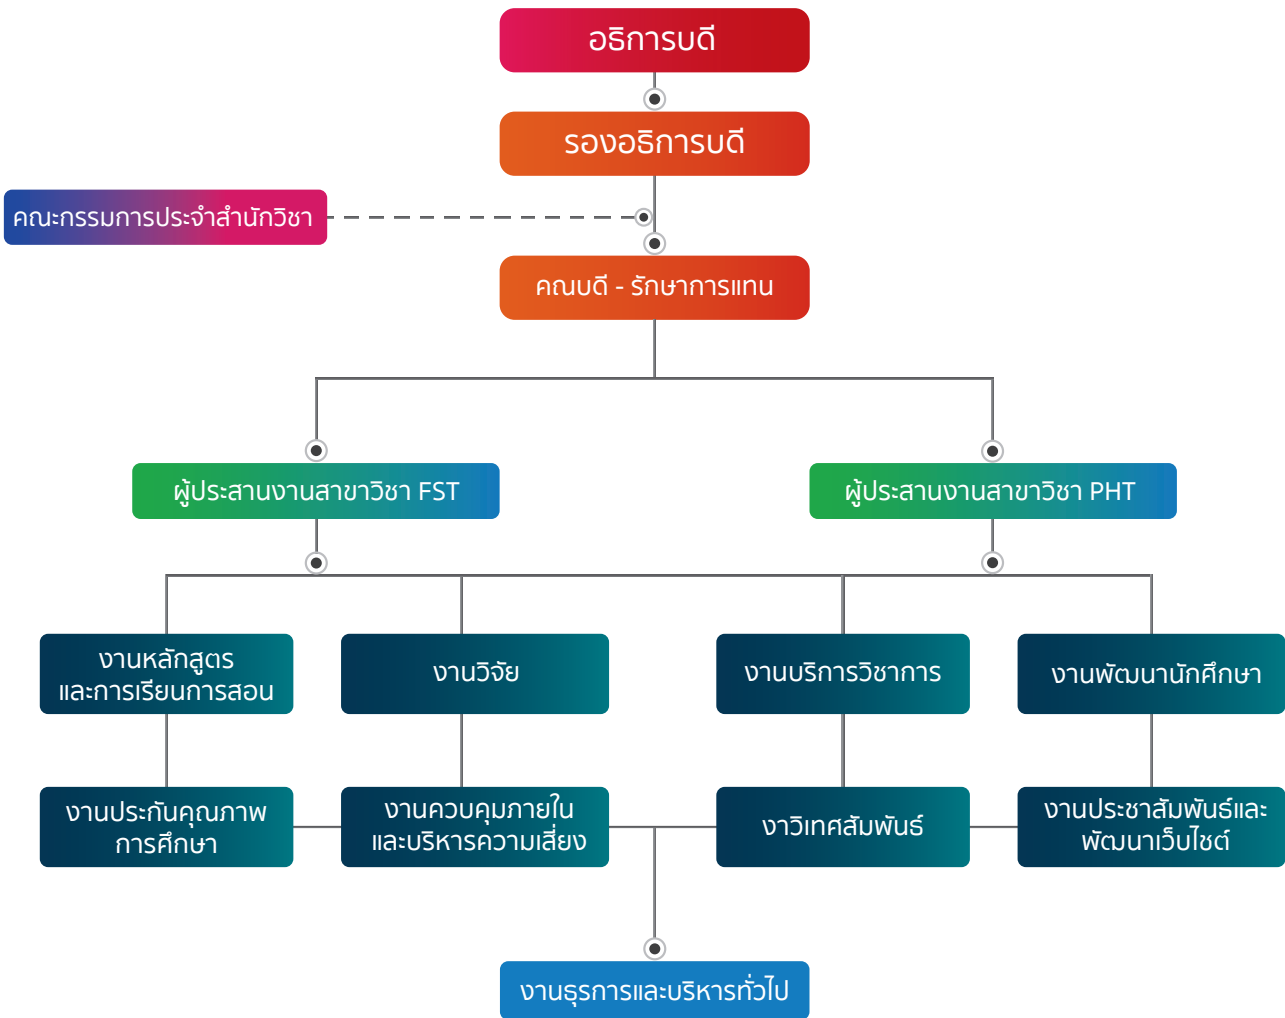 อธิการบดี
รองอธิการบดี
คณะกรรมการประจำสำนักวิชา
คณบดี - รักษาการแทน
ผู้ประสานงานสาขาวิชา FST
ผู้ประสานงานสาขาวิชา PHT
งานหลักสูตร
และการเรียนการสอน
งานวิจัย
งานบริการวิชาการ
งานพัฒนานักศึกษา
งานประกันคุณภาพ
การศึกษา
งานควบคุมภายใน
และบริหารความเสี่ยง
งาวิเทศสัมพันธ์
งานประชาสัมพันธ์และ
พัฒนาเว็บไซต์
งานธุรการและบริหารทั่วไป